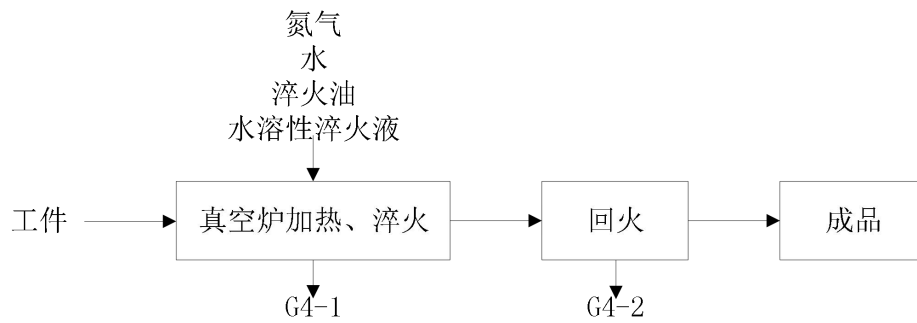 氮气
水
淬火油
水溶性淬火液
工件
真空炉加热、淬火
回火
成品
G4-1
G4-2